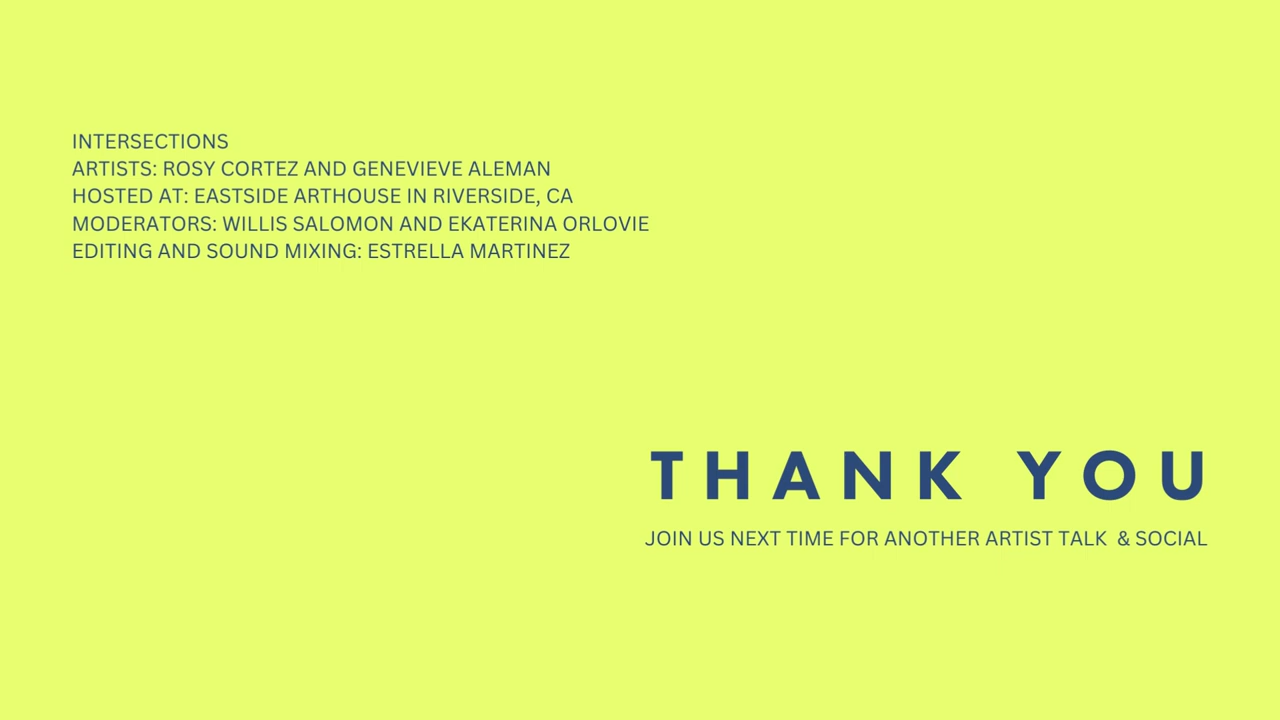 INTERSECTIONS
ARTISTS: ROSY CORTEZ AND GENEVIEVE ALEMAN
HOSTED AT: EASTSIDE ARTHOUSE IN RIVERSIDE, CA
MODERATORS: WILLIS SALOMON AND EKATERINA ORLOVIE
EDITING AND SOUND MIXING: ESTRELLA MARTINEZ
THANK YOU
JOIN US NEXT TIME FOR ANOTHER ARTIST TALK & SOCIAL